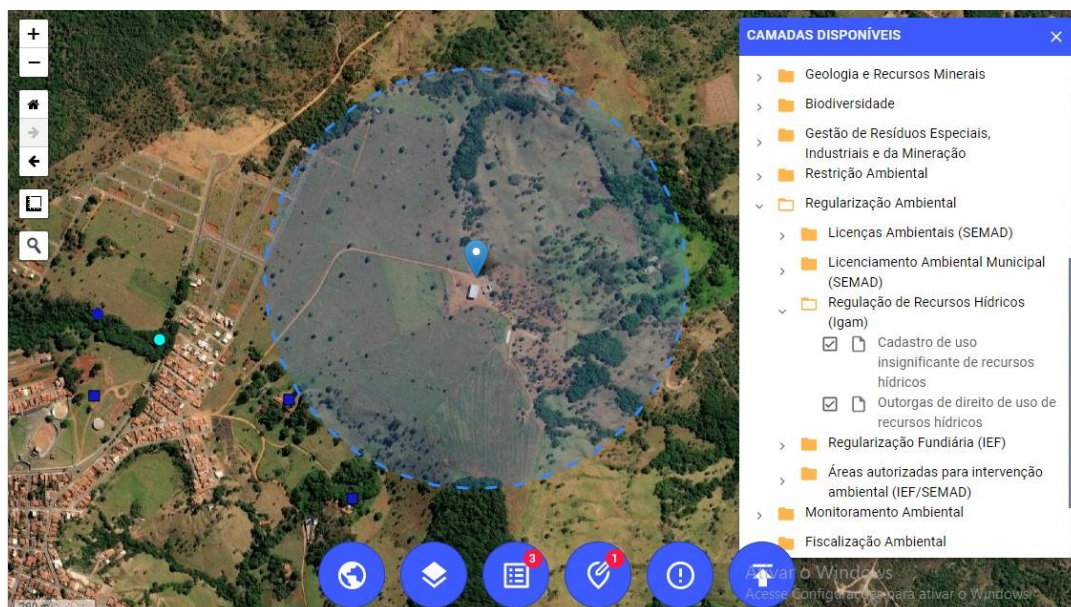 CAMADAS DISPONÍVEIS
Geologia e Recursos Minerais
Biodiversidade
Gestão de Resíduos Especiais,
Industriais e da Mineração
Restrição Ambiental
Regularização Ambiental
Licenças Ambientais (SEMAD)
Licenciamento Ambiental Municipal
(SEMAD)
Regulação de Recursos Hídricos
(Igam)
Cadastro de uso
insignificante de recursos
hídricos
Outorgas de direito de uso de
recursos hídricos
Regularização Fundiária (IEF)
Áreas autorizadas para intervenção
ambiental (IEF/SEMAD)
Monitoramento Ambiental
Fiscalização Ambiental
3
1
Ativar o Windows
Acesse Configurações para ativar o Windows.